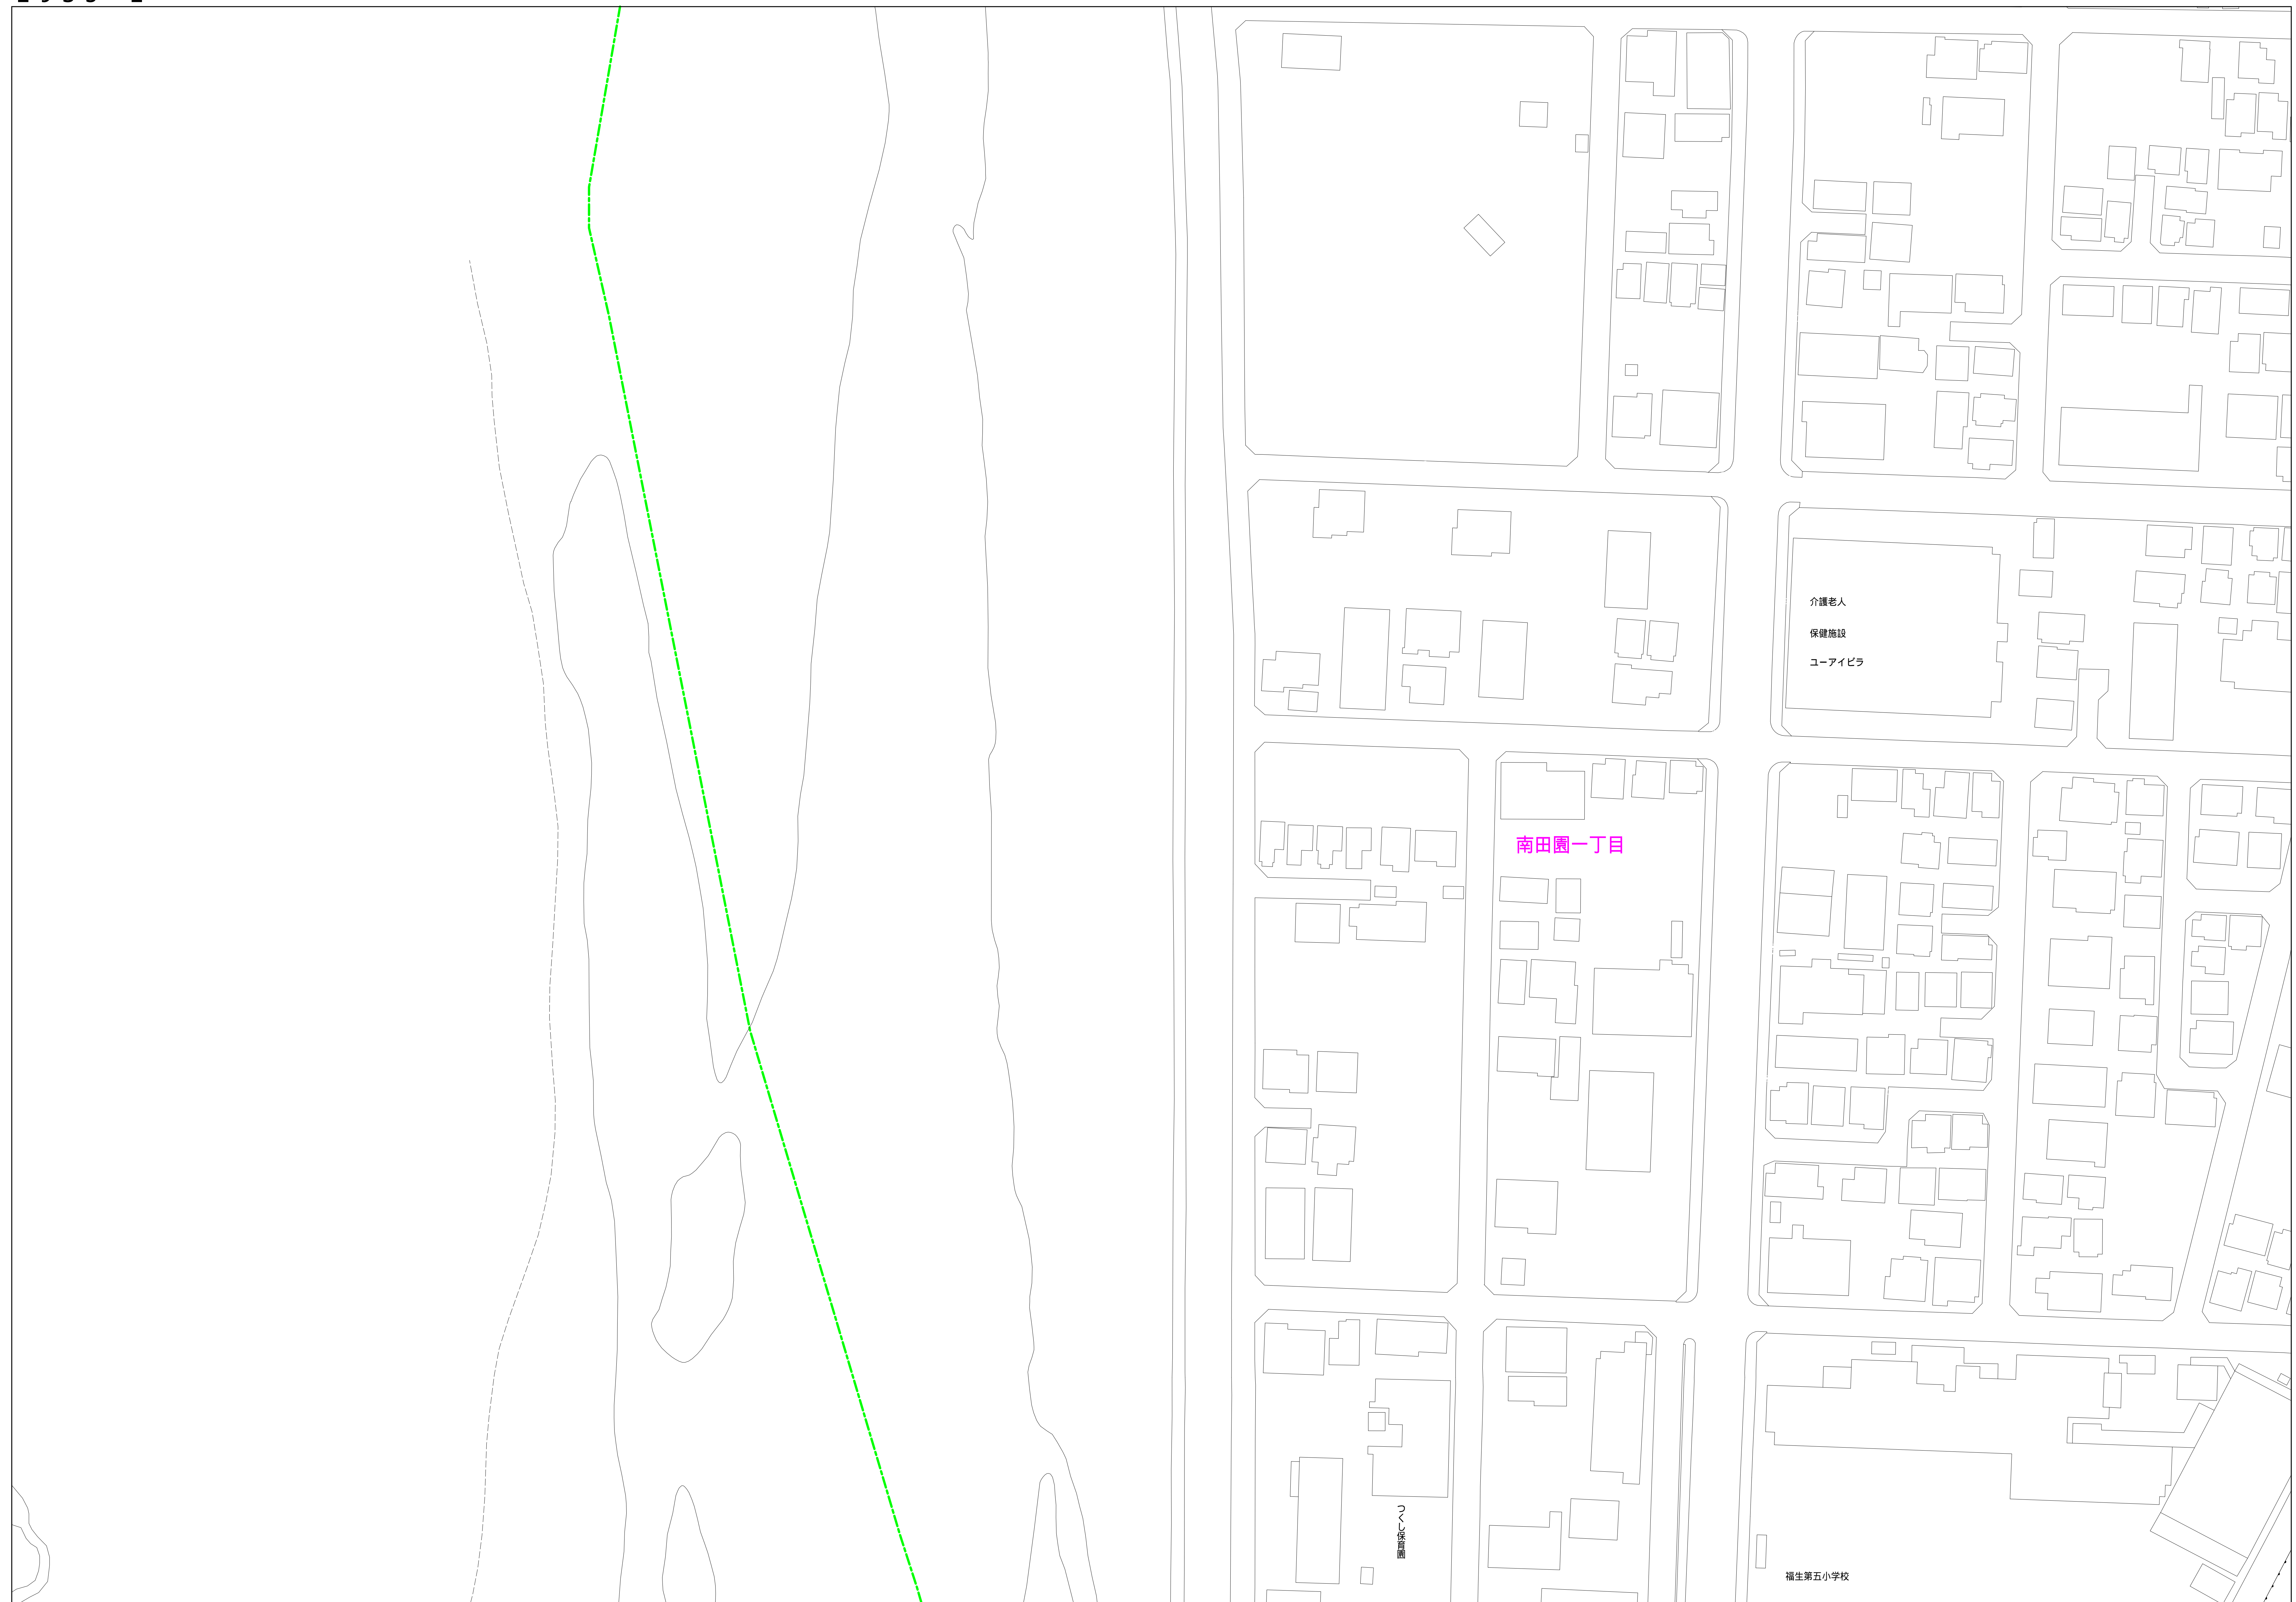 介護老人
保健施設
ユーアイビラ
南田園一丁目
つくし保育園
福生第五小学校